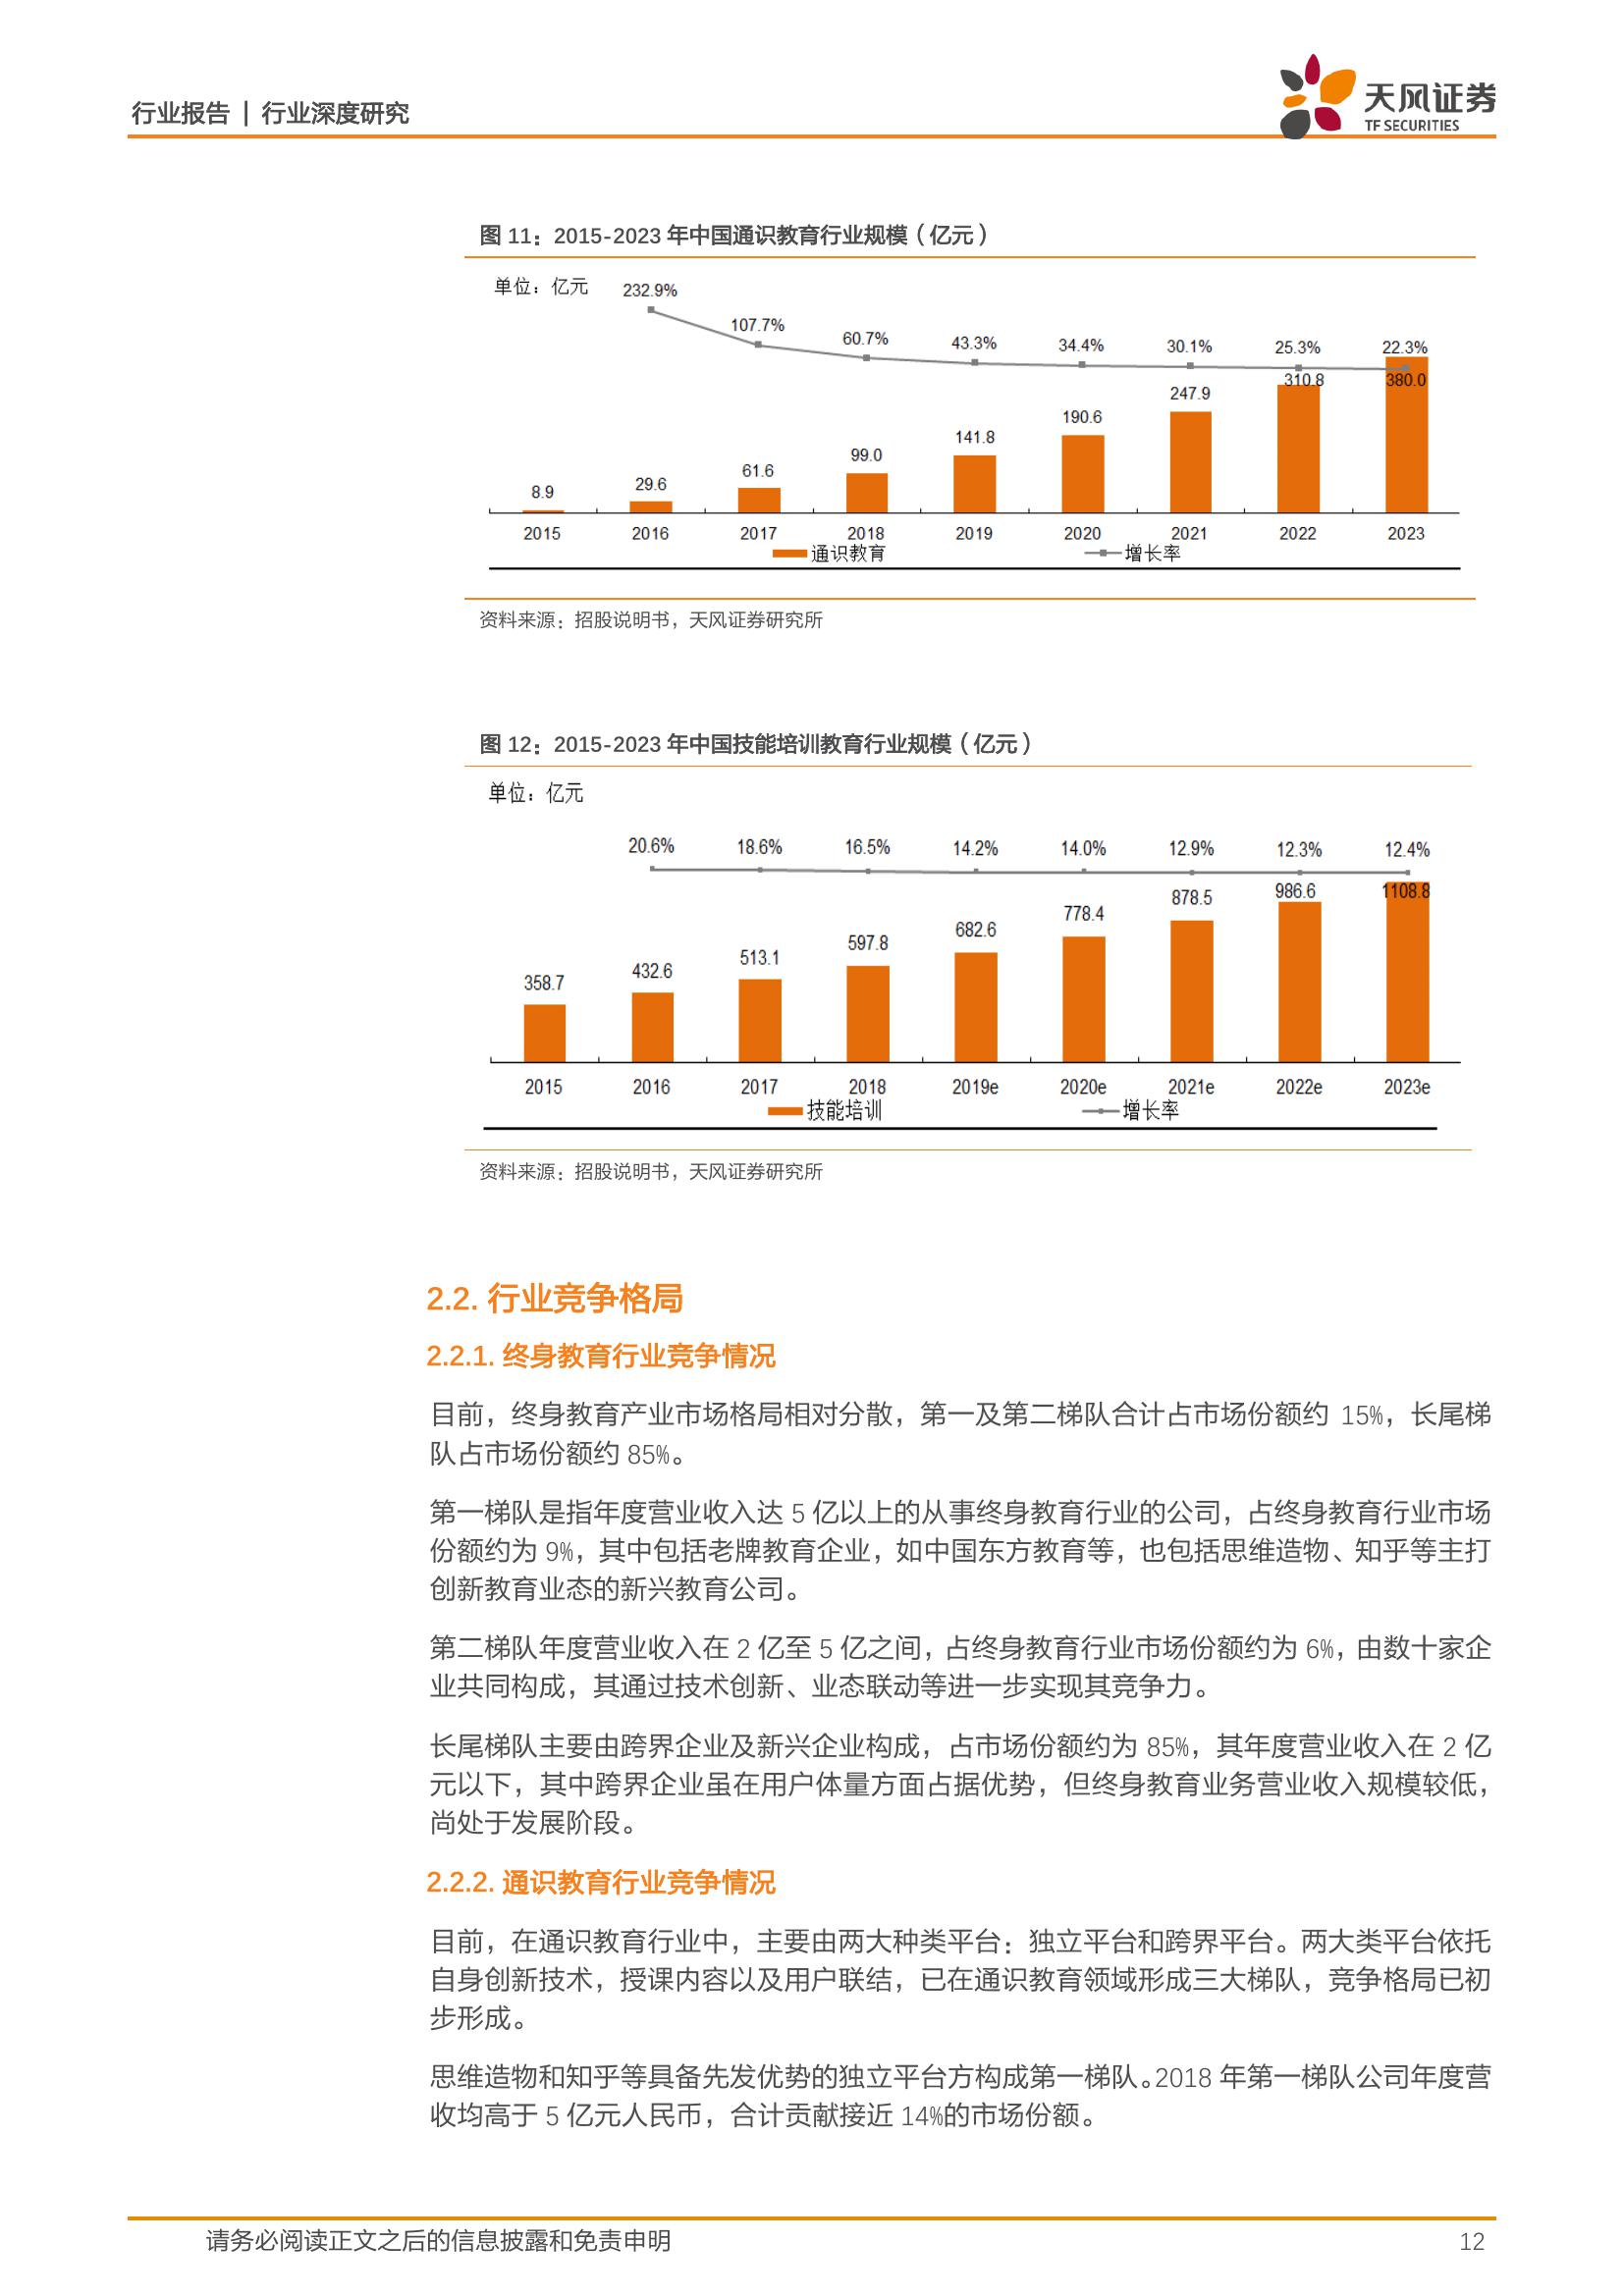 行业报告 | 行业深度研究
天风证券
TF SECURITIES
图 11：2015-2023 年中国通识教育行业规模（亿元）
单位：亿元
232.9% 107.7% 60.7% 43.3% 34.4% 30.1% 25.3% 22.3%
8.9 29.6 61.6 99.0 141.8 190.6 247.9 310.8 380.0
2015 2016 2017 2018 2019 2020 2021 2022 2023
通识教育 增长率
资料来源：招股说明书，天风证券研究所
图 12：2015-2023 年中国技能培训教育行业规模（亿元）
单位：亿元
20.6% 18.6% 16.5% 14.2% 14.0% 12.9% 12.3% 12.4%
358.7 432.6 513.1 597.8 682.6 778.4 878.5 986.6 1108.8
2015 2016 2017 2018 2019e 2020e 2021e 2022e 2023e
技能培训 增长率
资料来源：招股说明书，天风证券研究所
2.2. 行业竞争格局
2.2.1. 终身教育行业竞争情况
目前，终身教育产业市场格局相对分散，第一及第二梯队合计占市场份额约 15%，长尾梯
队占市场份额约 85%。
第一梯队是指年度营业收入达 5 亿以上的从事终身教育行业的公司，占终身教育行业市场
份额约为 9%，其中包括老牌教育企业，如中国东方教育等，也包括思维造物、知乎等主打
创新教育业态的新兴教育公司。
第二梯队年度营业收入在 2 亿至 5 亿之间，占终身教育行业市场份额约为 6%，由数十家企
业共同构成，其通过技术创新、业态联动等进一步实现其竞争力。
长尾梯队主要由跨界企业及新兴企业构成，占市场份额约为 85%，其年度营业收入在 2 亿
元以下，其中跨界企业虽在用户体量方面占据优势，但终身教育业务营业收入规模较低，
尚处于发展阶段。
2.2.2. 通识教育行业竞争情况
目前，在通识教育行业中，主要由两大种类平台：独立平台和跨界平台。两大类平台依托
自身创新技术，授课内容以及用户联结，已在通识教育领域形成三大梯队，竞争格局已初
步形成。
思维造物和知乎等具备先发优势的独立平台方构成第一梯队。2018 年第一梯队公司年度营
收均高于 5 亿元人民币，合计贡献接近 14%的市场份额。
请务必阅读正文之后的信息披露和免责申明 12